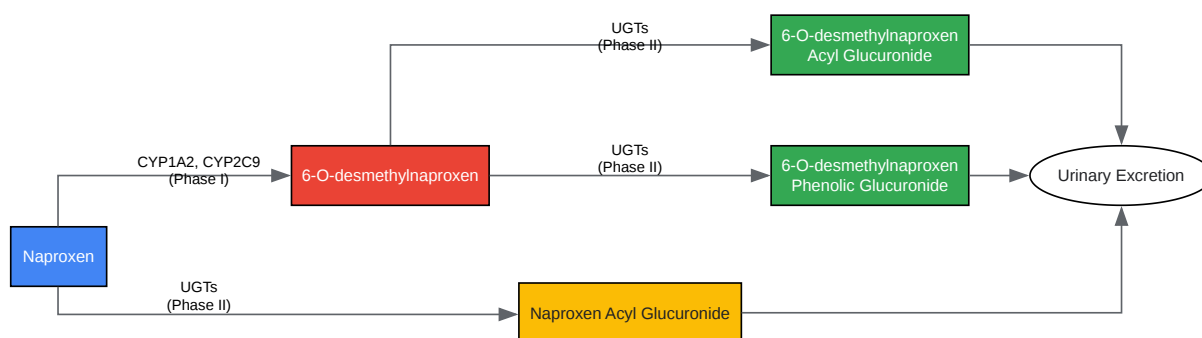 UGTs
(Phase II)
6-O-desmethylnaproxen
Acyl Glucuronide
CYP1A2, CYP2C9
(Phase I)
6-O-desmethylnaproxen
UGTs
(Phase II)
6-O-desmethylnaproxen
Phenolic Glucuronide
Urinary Excretion
Naproxen
UGTs
(Phase II)
Naproxen Acyl Glucuronide